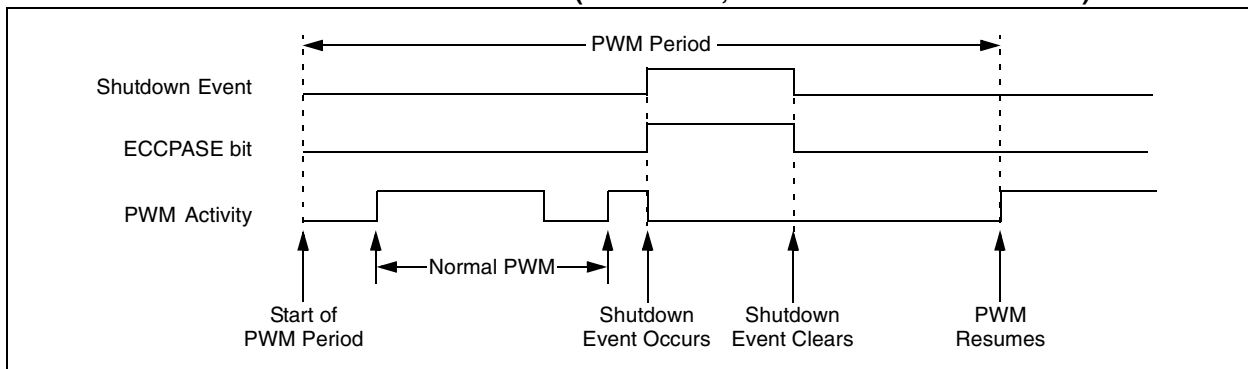 PWM Period
Shutdown Event
ECCPASE bit
PWM Activity
Normal PWM
Start of
PWM Period
Shutdown
Event Occurs
Shutdown
Event Clears
PWM
Resumes